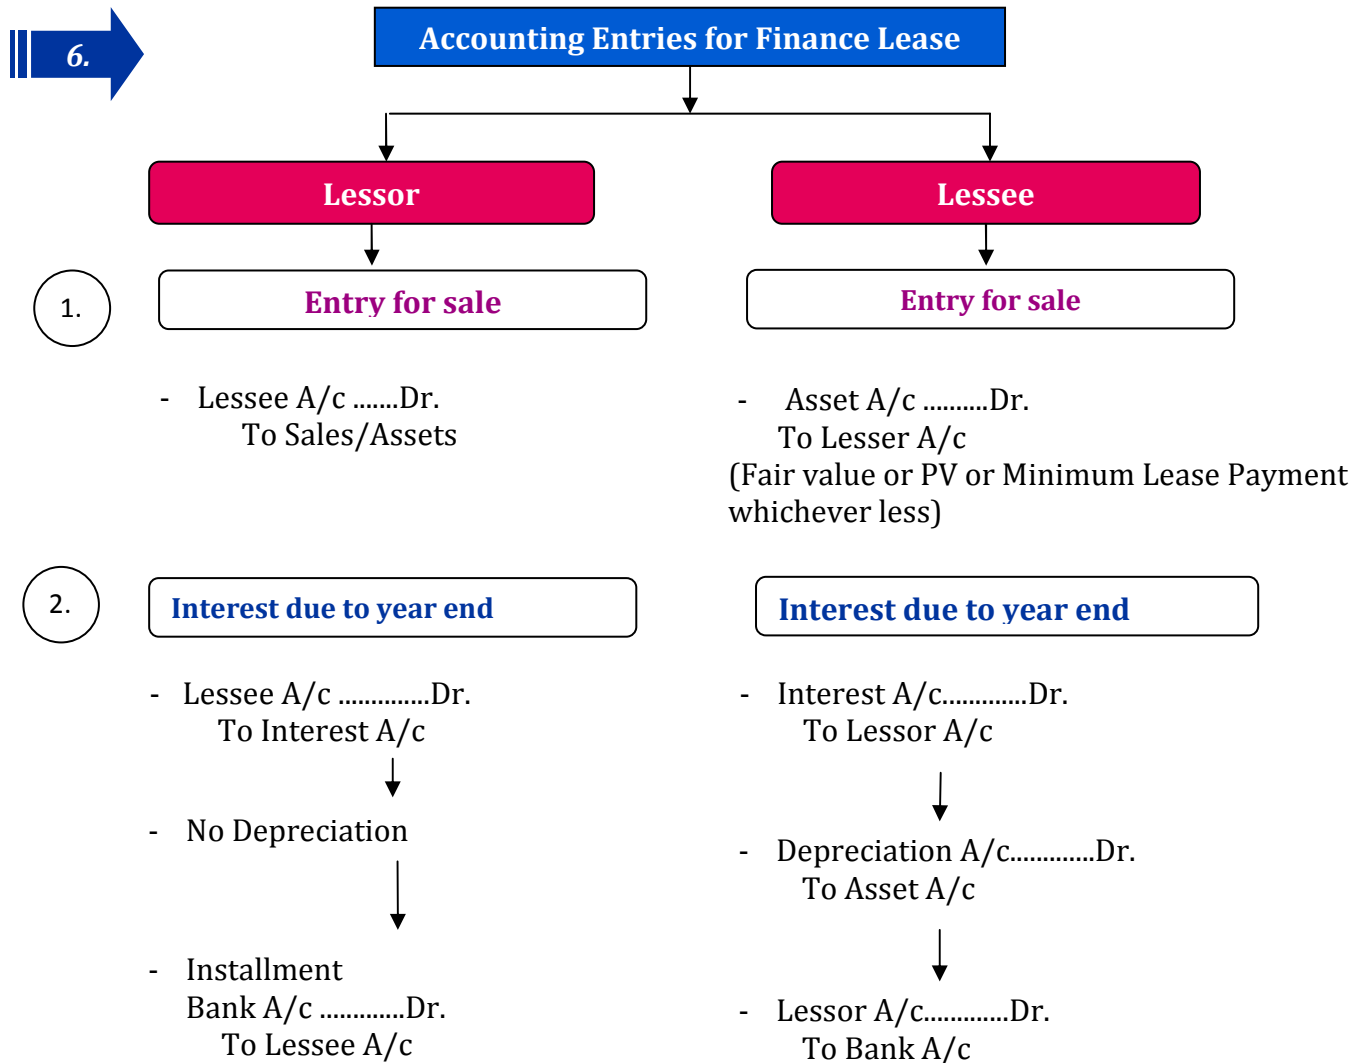 6.
Accounting Entries for Finance Lease
Lessor
Lessee
1.
Entry for sale
Entry for sale
- Lessee A/c .......Dr.
To Sales/Assets
- Asset A/c ..........Dr.
To Lesser A/c
(Fair value or PV or Minimum Lease Payment
whichever less)
2.
Interest due to year end
Interest due to year end
- Lessee A/c ..............Dr.
To Interest A/c
- No Depreciation
- Installment
Bank A/c .............Dr.
To Lessee A/c
- Interest A/c.............Dr.
To Lessor A/c
- Depreciation A/c.............Dr.
To Asset A/c
- Lessor A/c.............Dr.
To Bank A/c